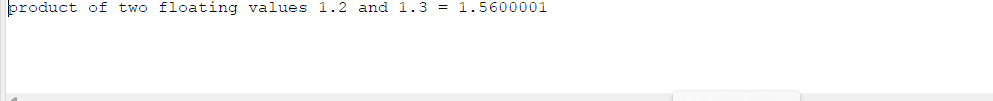 product of two floating values 1.2 and 1.3 = 1.5600001